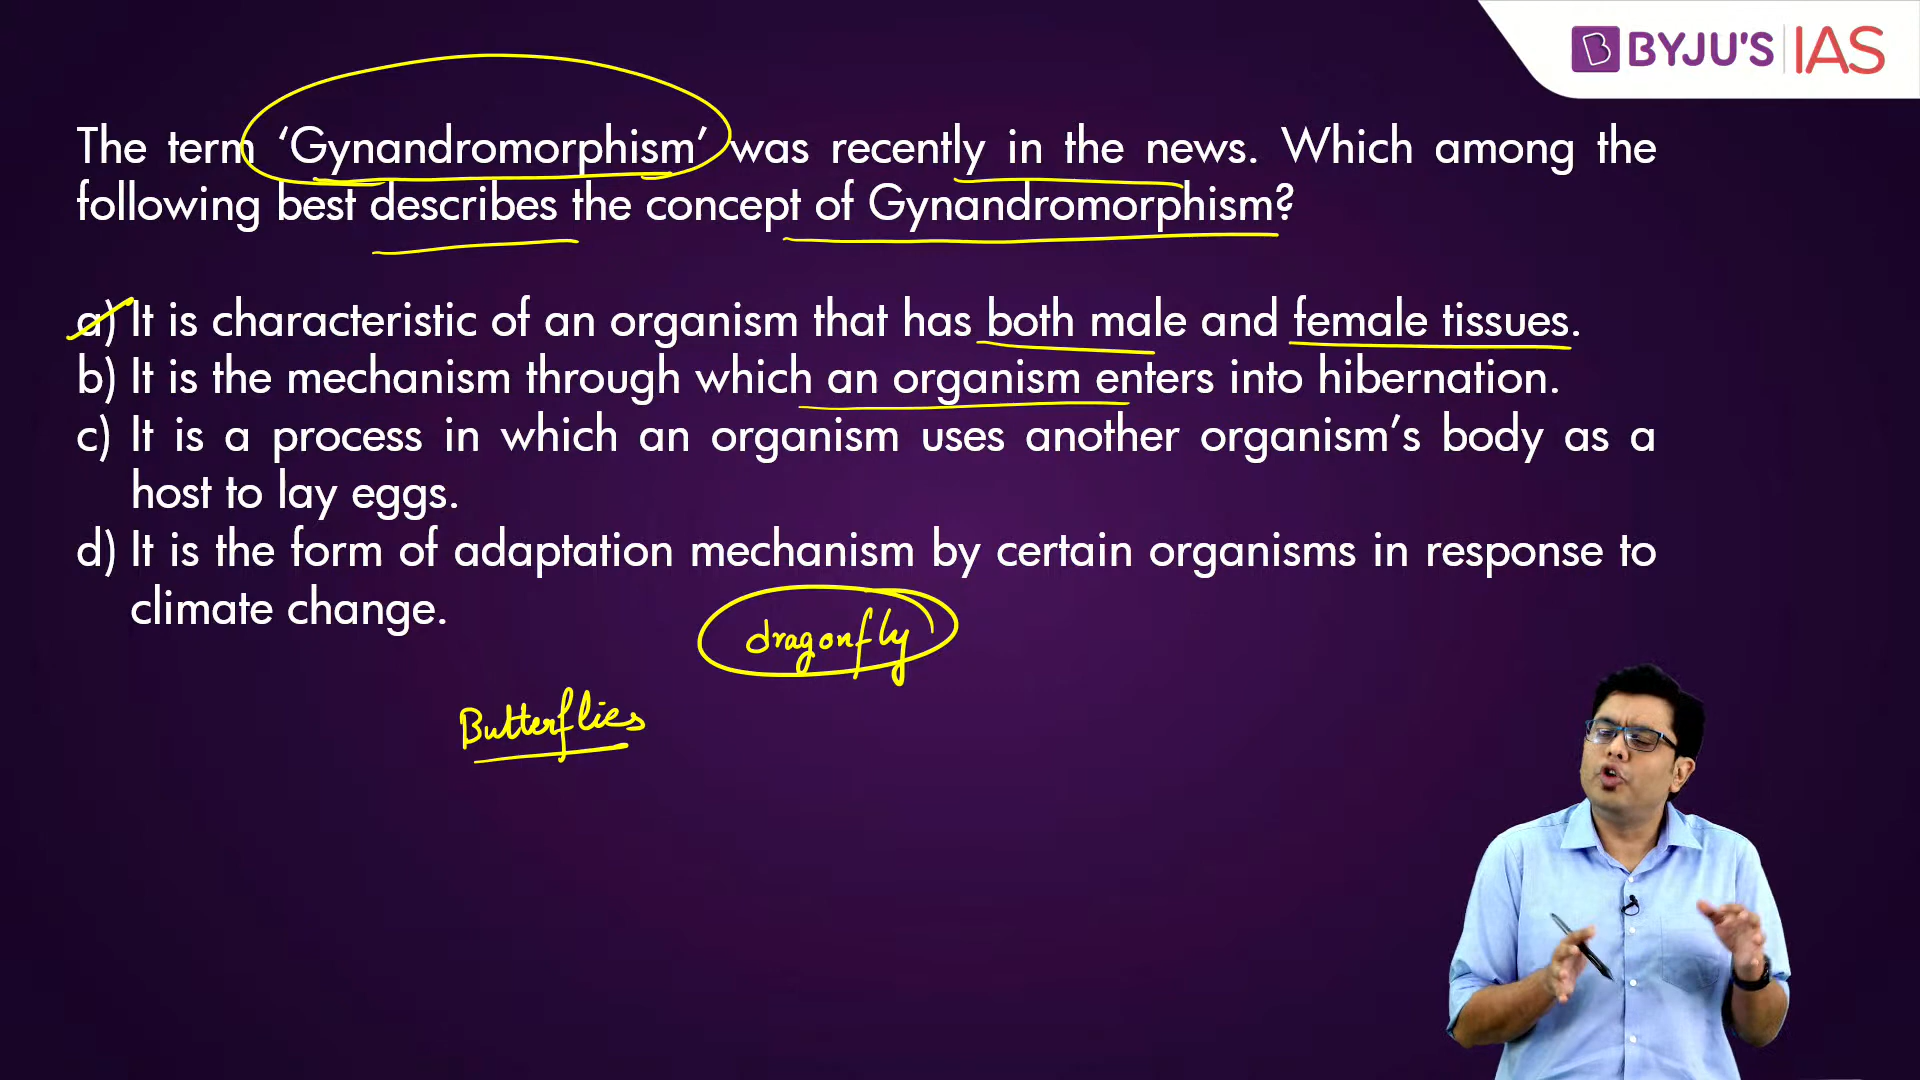 BYJU'S IAS
The term ‘Gynandromorphism’ was recently in the news. Which among the
following best describes the concept of Gynandromorphism?
a) It is characteristic of an organism that has both male and female tissues.
b) It is the mechanism through which an organism enters into hibernation.
c) It is a process in which an organism uses another organism’s body as a
host to lay eggs.
d) It is the form of adaptation mechanism by certain organisms in response to
climate change.
dragonfly
Butterflies